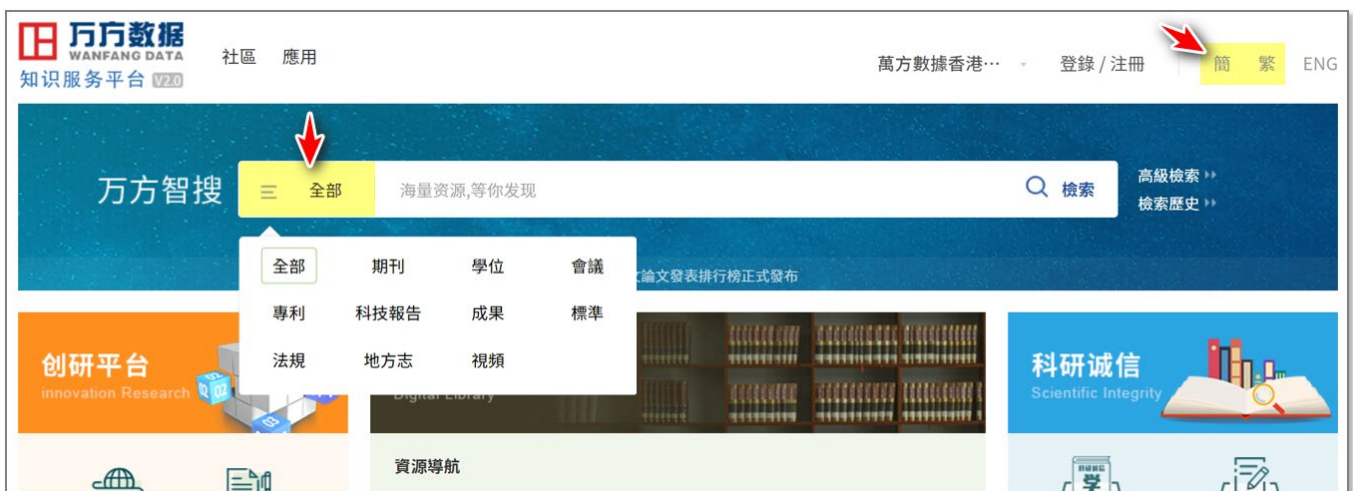 万方数据
WANFANG DATA
知识服务平台 V2.0
社區 應用
萬方數據香港… 登錄 / 注冊 簡 繁 ENG
万方智搜
全部 海量资源,等你发现 檢索
高級檢索
檢索歷史
全部 期刊 學位 會議
專利 科技報告 成果 標準
法規 地方志 視頻
論文發表排行榜正式發布
创研平台
innovation Research
Digital Library
科研诚信
Scientific Integrity
資源導航